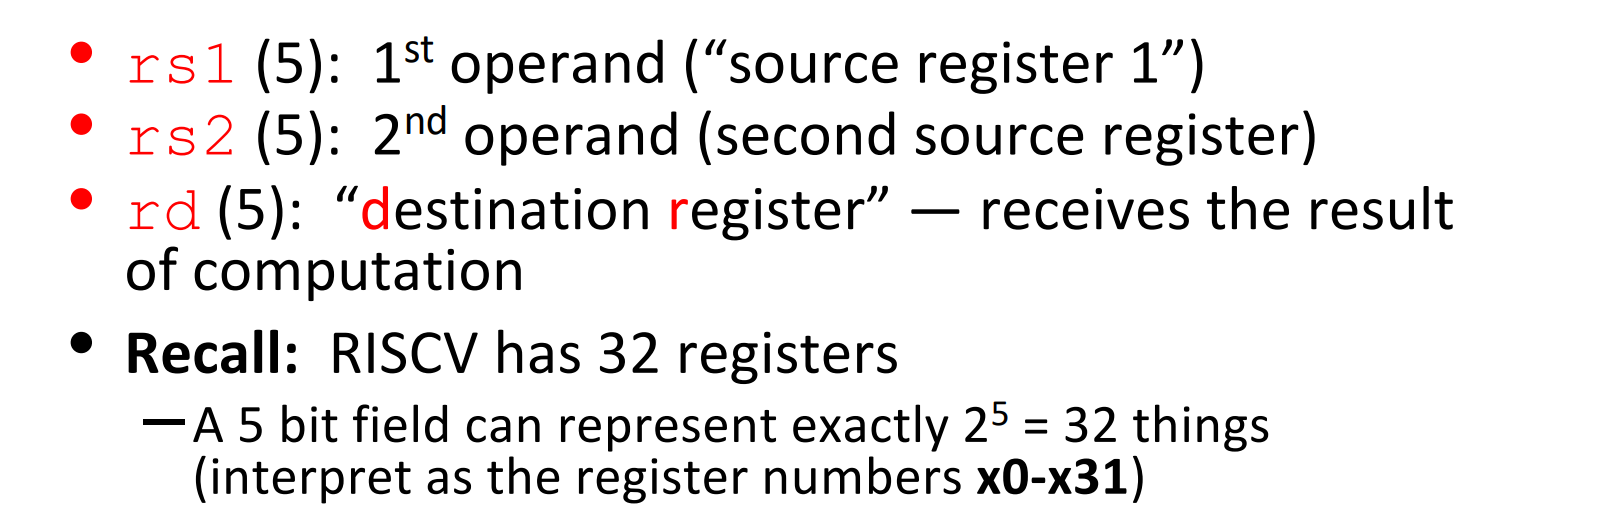 • rs1 (5): 1st operand (“source register 1”)
• rs2 (5): 2nd operand (second source register)
• rd (5): “destination register” — receives the result
of computation
• Recall: RISCV has 32 registers
— A 5 bit field can represent exactly 2⁵ = 32 things
(interpret as the register numbers x0-x31)